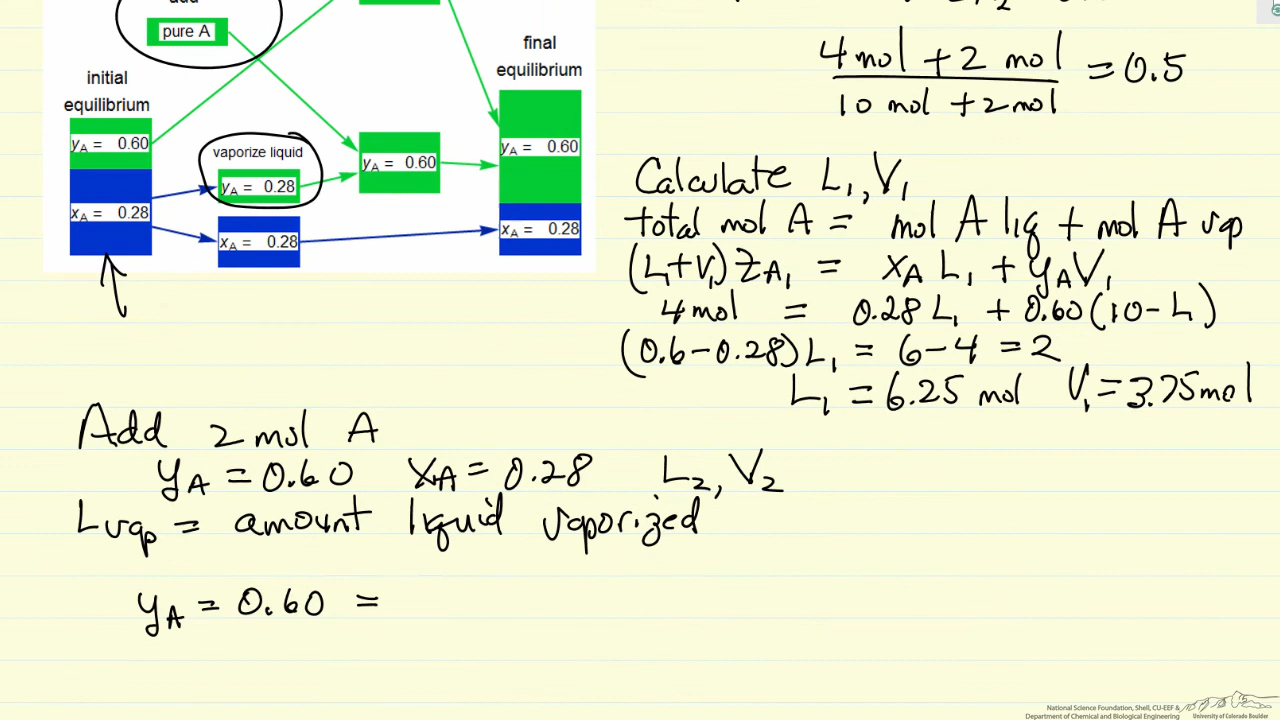 pure A
initial
equilibrium
yA = 0.60
xA = 0.28
vaporize liquid
yA = 0.28
xA = 0.28
yA = 0.60
final
equilibrium
yA = 0.60
xA = 0.28
4 mol + 2 mol
10 mol + 2 mol
= 0.5
Calculate L1, V1
total mol A = mol A liq + mol A vap
(L1+V1) ZA1 = xA L1 + yA V1
4 mol = 0.28 L1 + 0.60 (10 - L1)
(0.6 - 0.28) L1 = 6 - 4 = 2
L1 = 6.25 mol V1 = 3.75 mol
Add 2 mol A
yA = 0.60 xA = 0.28 L2, V2
Lvap = amount liquid vaporized
yA = 0.60 =
National Science Foundation, Shell, CU-EEF &
Department of Chemical and Biological Engineering
University of Colorado Boulder